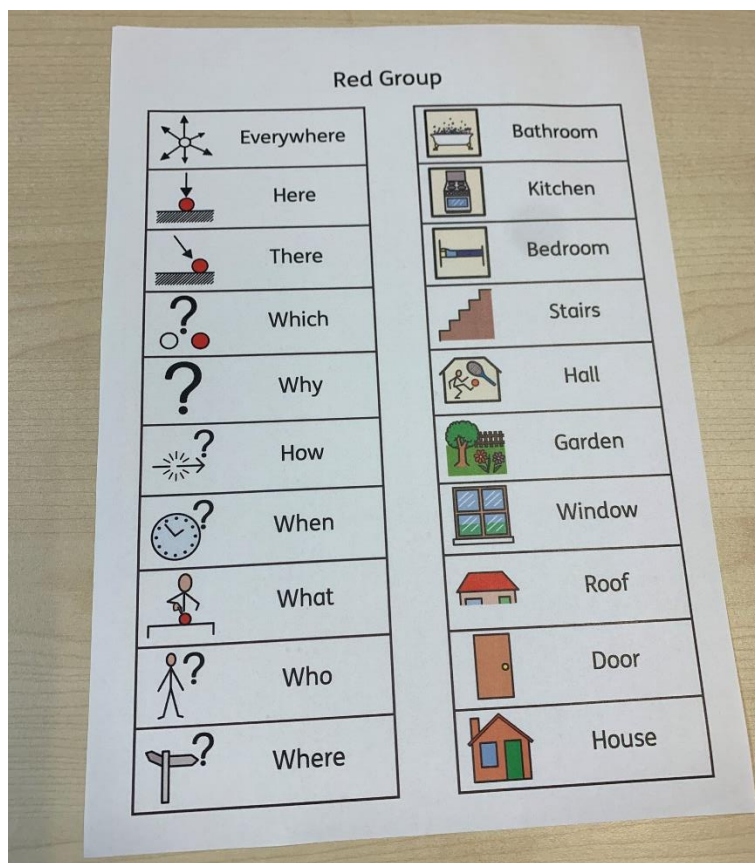 Red Group
Everywhere
Here
There
Which
Why
How
When
What
Who
Where
Bathroom
Kitchen
Bedroom
Stairs
Hall
Garden
Window
Roof
Door
House